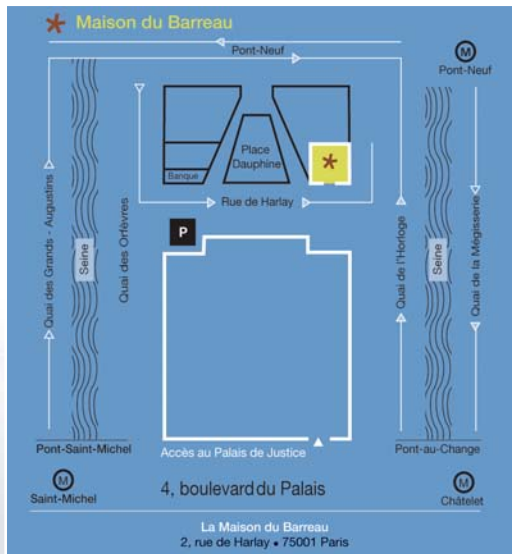 Maison du Barreau
Pont-Neuf
M
Pont-Neuf
Place
Dauphine
Banque
Rue de Harlay
P
Quai des Grands - Augustins
Seine
Quai des Orfèvres
Quai de l'Horloge
Seine
Quai de la Mégisserie
Pont-Saint-Michel
Accès au Palais de Justice
Pont-au-Change
M
Saint-Michel
4, boulevard du Palais
M
Châtelet
La Maison du Barreau
2, rue de Harlay • 75001 Paris